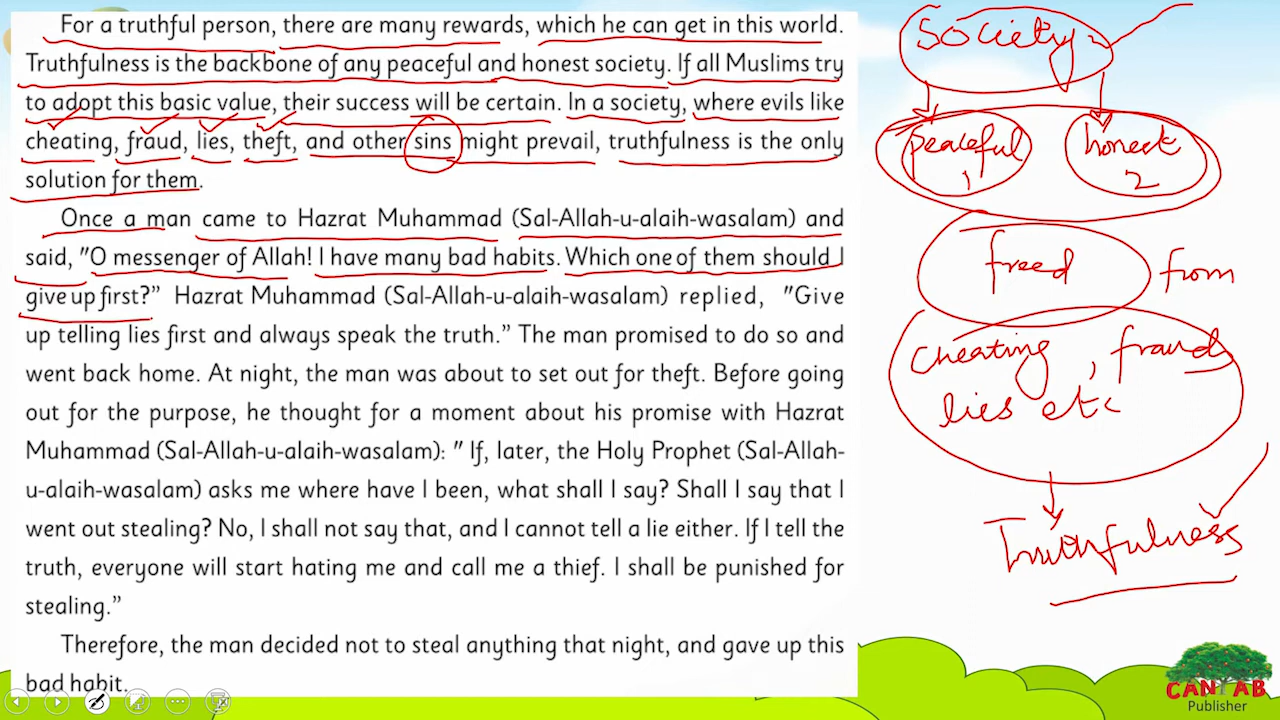 For a truthful person, there are many rewards, which he can get in this world.
Truthfulness is the backbone of any peaceful and honest society. If all Muslims try
to adopt this basic value, their success will be certain. In a society, where evils like
cheating, fraud, lies, theft, and other sins might prevail, truthfulness is the only
solution for them.
Once a man came to Hazrat Muhammad (Sal-Allah-u-alaih-wasalam) and
said, "O messenger of Allah! I have many bad habits. Which one of them should I
give up first?” Hazrat Muhammad (Sal-Allah-u-alaih-wasalam) replied, "Give
up telling lies first and always speak the truth.” The man promised to do so and
went back home. At night, the man was about to set out for theft. Before going
out for the purpose, he thought for a moment about his promise with Hazrat
Muhammad (Sal-Allah-u-alaih-wasalam): " If, later, the Holy Prophet (Sal-Allah-
u-alaih-wasalam) asks me where have I been, what shall I say? Shall I say that I
went out stealing? No, I shall not say that, and I cannot tell a lie either. If I tell the
truth, everyone will start hating me and call me a thief. I shall be punished for
stealing.”
Therefore, the man decided not to steal anything that night, and gave up this
bad habit.
Society
peaceful honest
1 2
freed from
cheating, frauds
lies etc
Truthfulness
CANTAB
Publisher